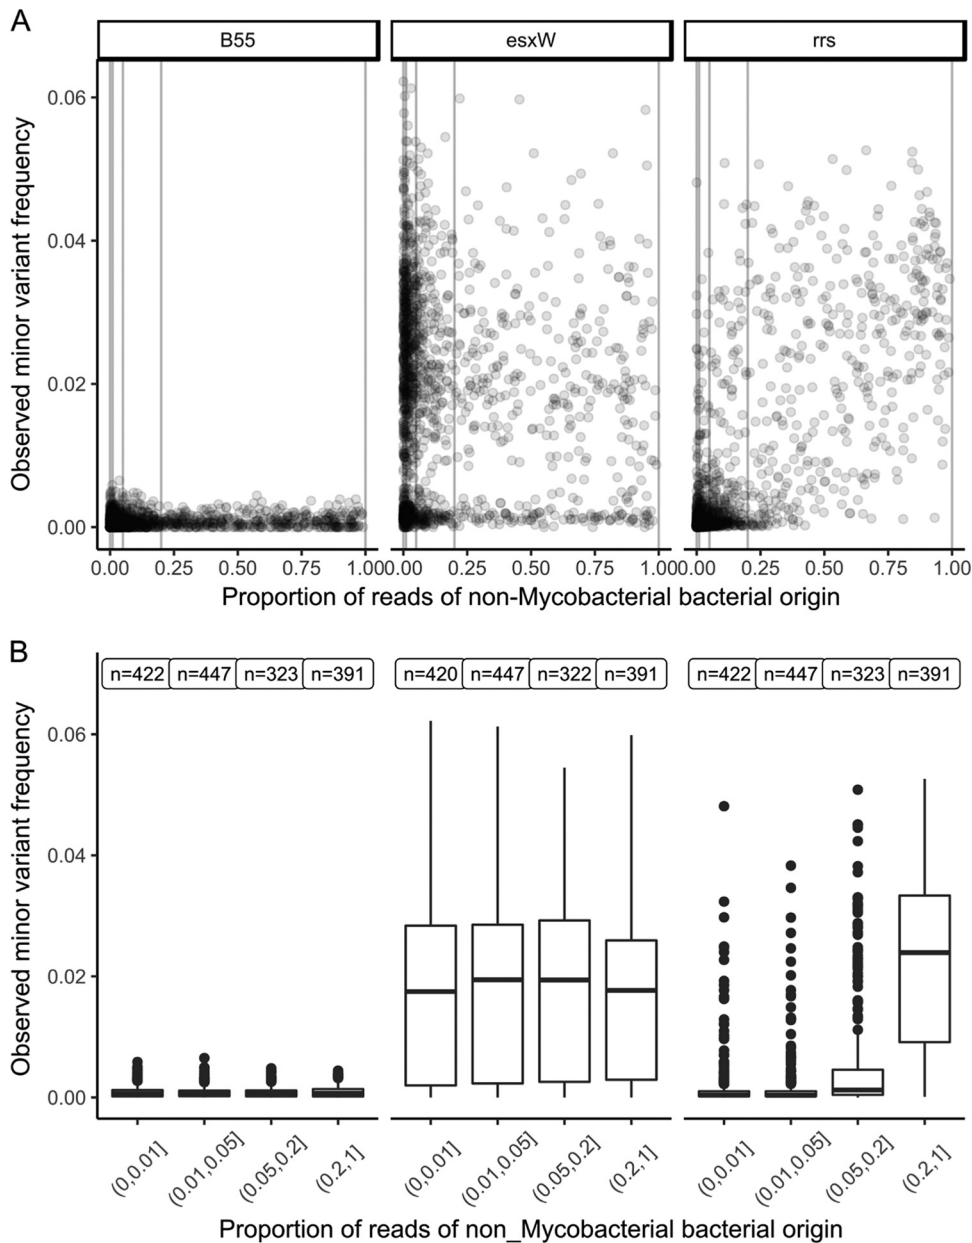 A
B55 esxW rrs
Observed minor variant frequency
0.06
0.04
0.02
0.00
0.00 0.25 0.50 0.75 1.00 0.00 0.25 0.50 0.75 1.00 0.00 0.25 0.50 0.75 1.00
Proportion of reads of non-Mycobacterial bacterial origin
B
n=422 n=447 n=323 n=391 n=420 n=447 n=322 n=391 n=422 n=447 n=323 n=391
Observed minor variant frequency
0.06
0.04
0.02
0.00
(0,0.01] (0.01,0.05] (0.05,0.2] (0.2,1] (0,0.01] (0.01,0.05] (0.05,0.2] (0.2,1] (0,0.01] (0.01,0.05] (0.05,0.2] (0.2,1]
Proportion of reads of non_Mycobacterial bacterial origin